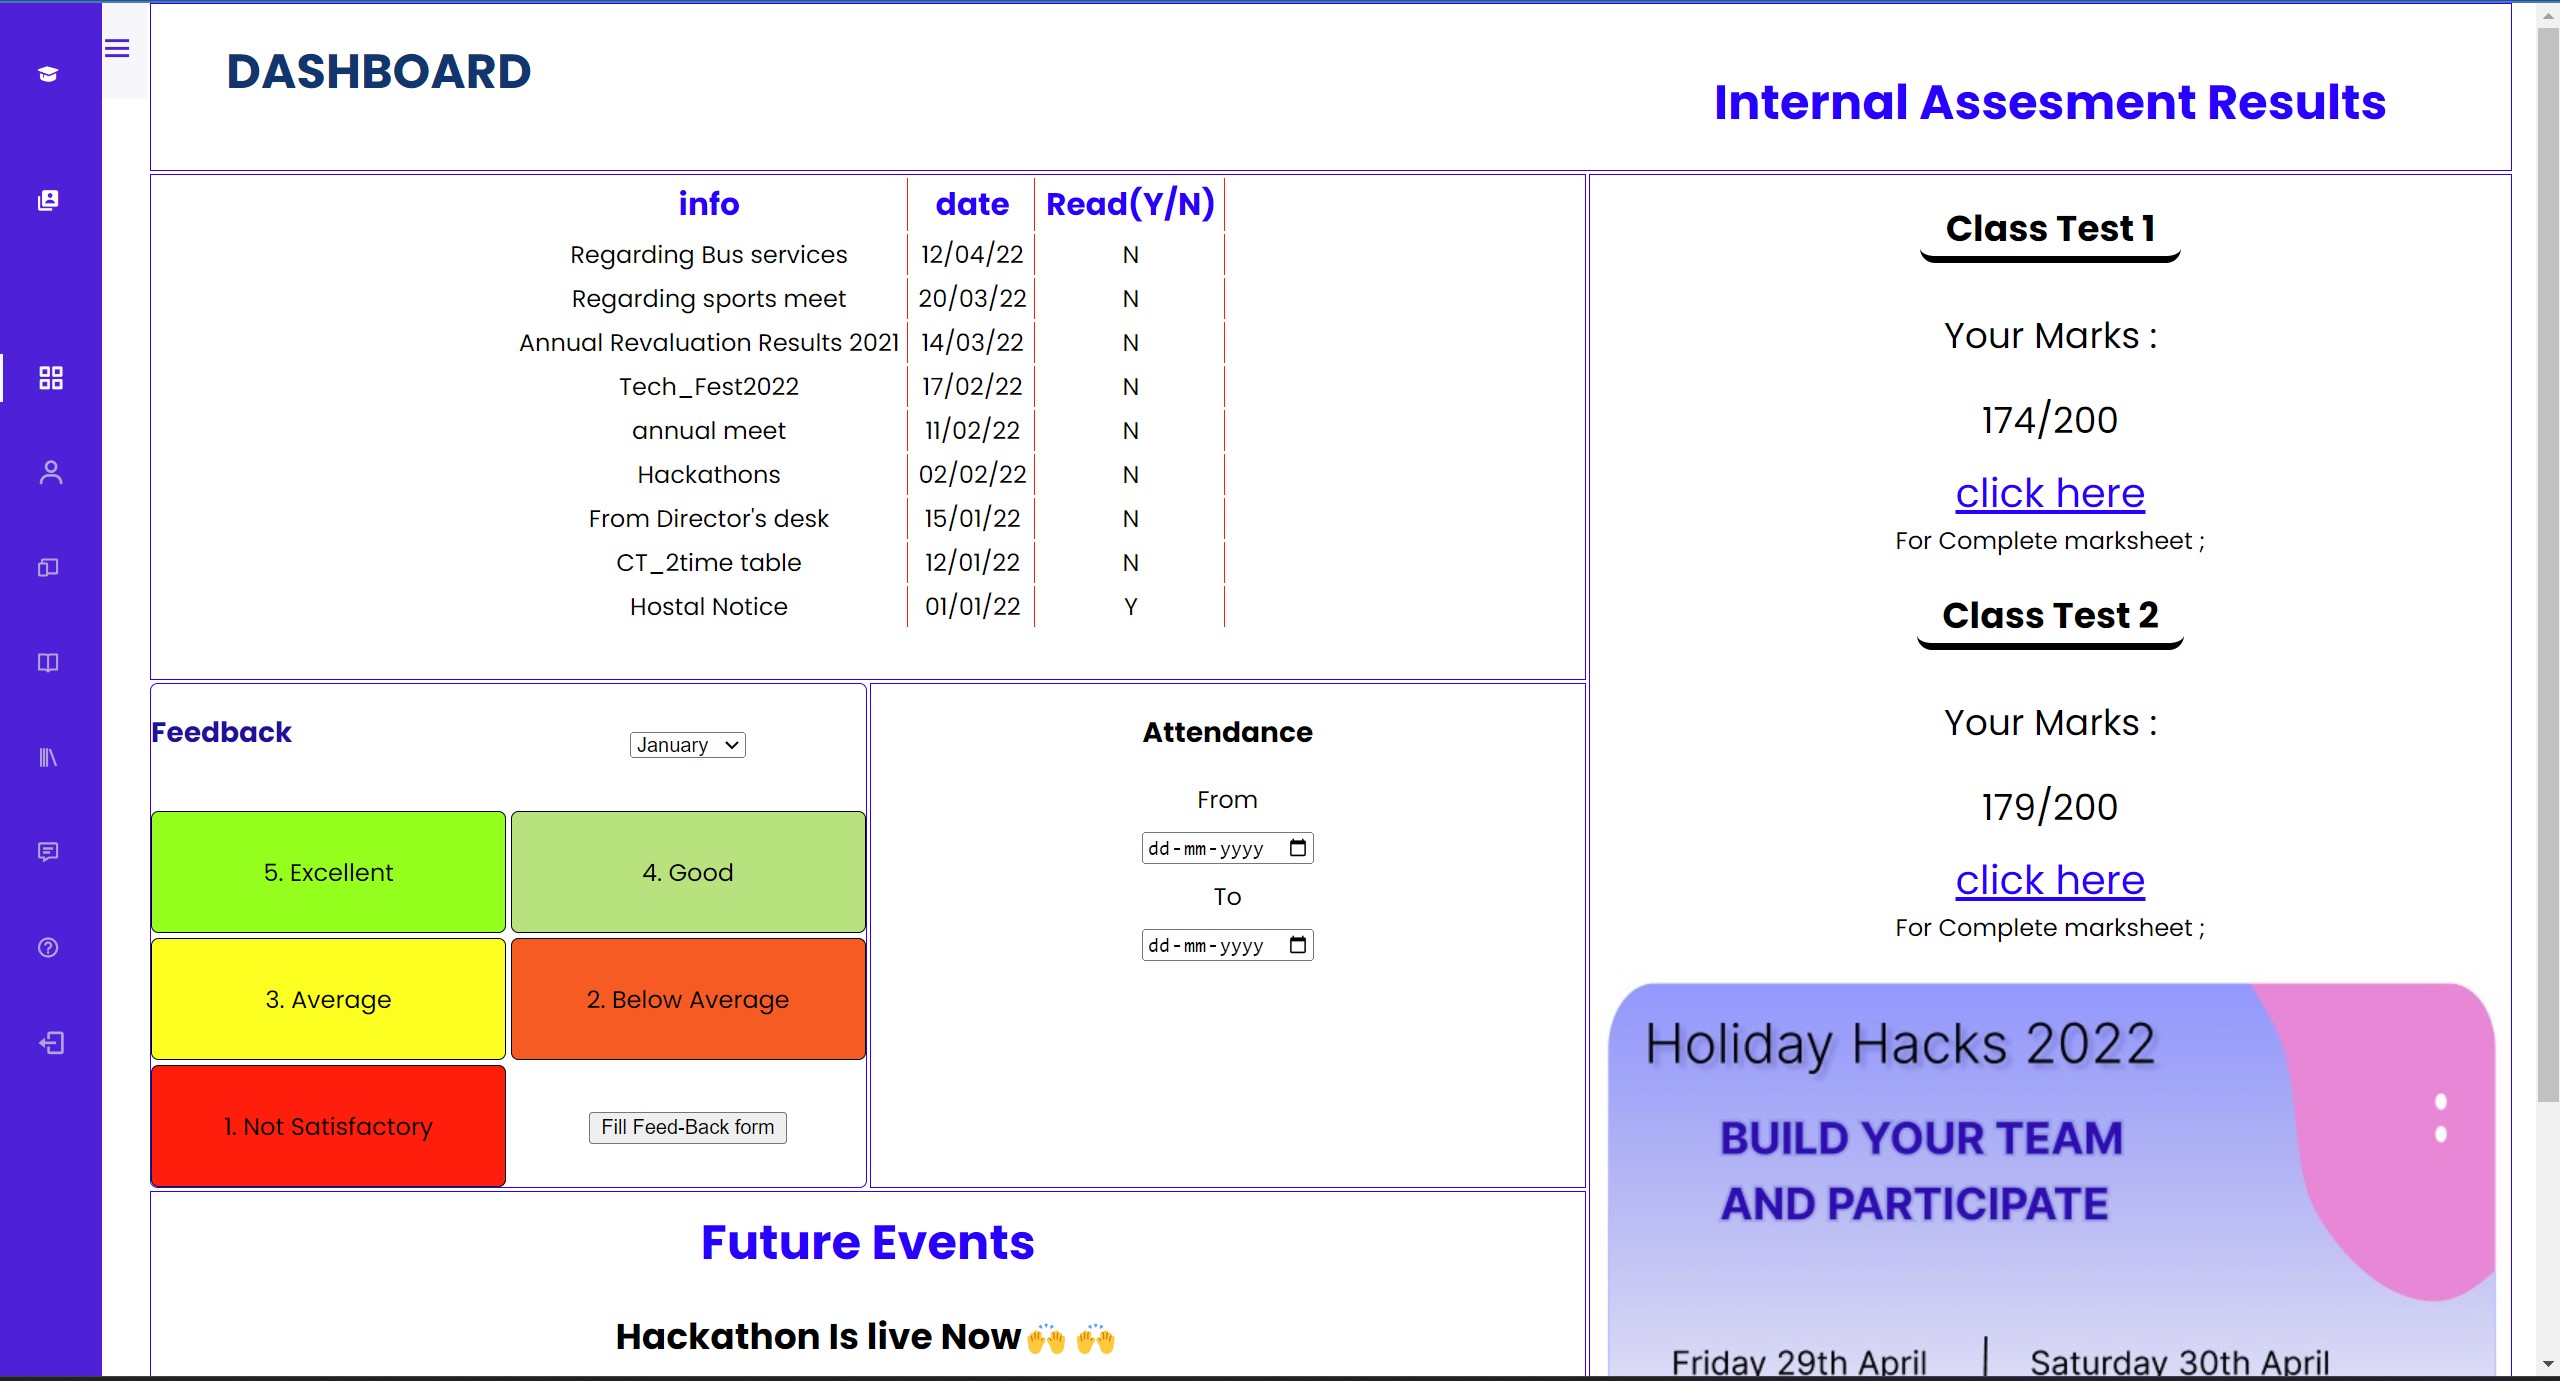 DASHBOARD
Internal Assesment Results
info date Read(Y/N)
Regarding Bus services 12/04/22 N
Regarding sports meet 20/03/22 N
Annual Revaluation Results 2021 14/03/22 N
Tech_Fest2022 17/02/22 N
annual meet 11/02/22 N
Hackathons 02/02/22 N
From Director's desk 15/01/22 N
CT_2time table 12/01/22 N
Hostal Notice 01/01/22 Y
Feedback
January
5. Excellent
4. Good
3. Average
2. Below Average
1. Not Satisfactory
Fill Feed-Back form
Attendance
From
dd-mm-yyyy
To
dd-mm-yyyy
Future Events
Hackathon Is live Now🙌 🙌
Class Test 1
Your Marks :
174/200
click here
For Complete marksheet ;
Class Test 2
Your Marks :
179/200
click here
For Complete marksheet ;
Holiday Hacks 2022
BUILD YOUR TEAM
AND PARTICIPATE
Friday 29th April | Saturday 30th April